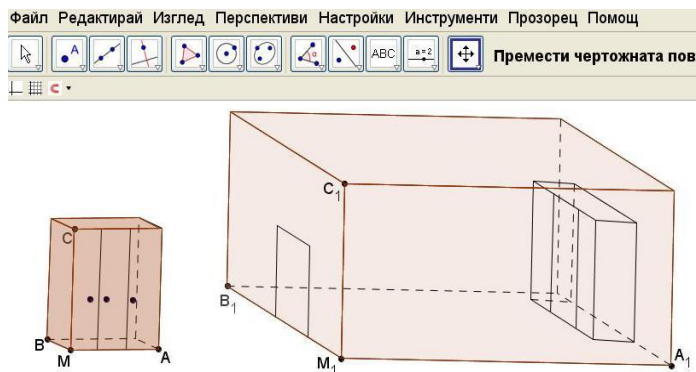 Файл Редактирай Изглед Перспективи Настройки Инструменти Прозорец Помощ
A ABC a=2 Премести чертожната пов
C
B
M
A
C1
B1
M1
A1